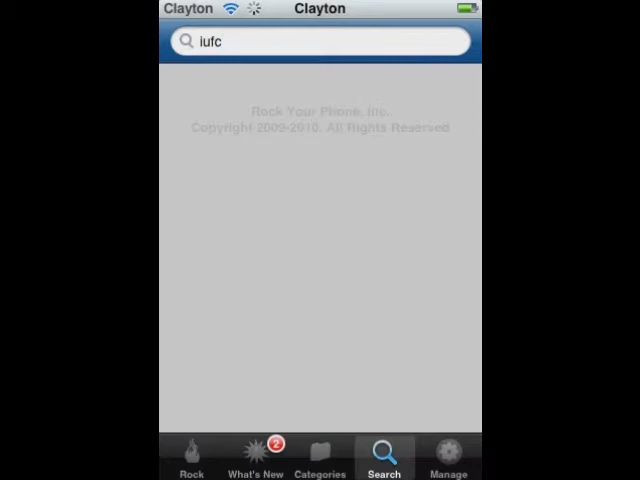 Clayton Clayton
iufc
Rock Your Phone, Inc.
Copyright 2009-2010. All Rights Reserved
2
Rock What's New Categories Search Manage